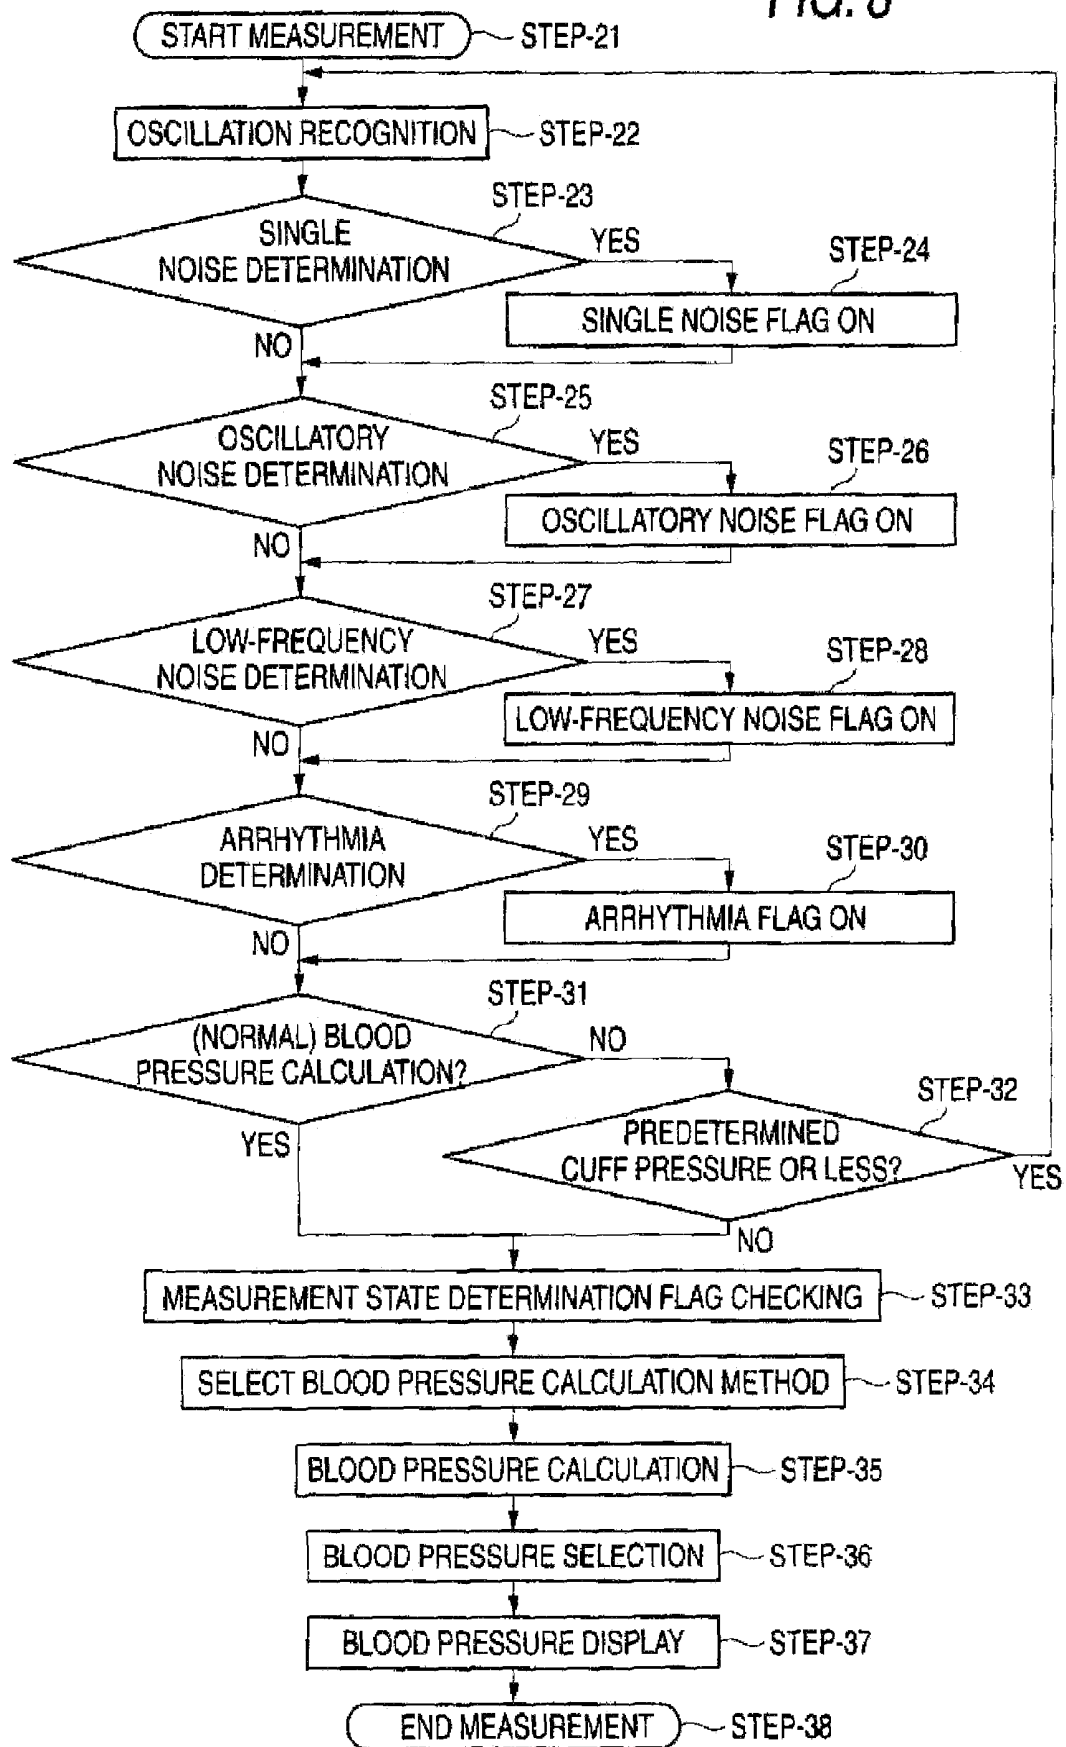 FIG.
START MEASUREMENT
STEP-21
OSCILLATION RECOGNITION
STEP-22
STEP-23
SINGLE
NOISE DETERMINATION
YES
STEP-24
SINGLE NOISE FLAG ON
NO
STEP-25
OSCILLATORY
NOISE DETERMINATION
YES
STEP-26
OSCILLATORY NOISE FLAG ON
NO
STEP-27
LOW-FREQUENCY
NOISE DETERMINATION
YES
STEP-28
LOW-FREQUENCY NOISE FLAG ON
NO
STEP-29
ARRHYTHMIA
DETERMINATION
YES
STEP-30
ARRHYTHMIA FLAG ON
NO
STEP-31
(NORMAL) BLOOD
PRESSURE CALCULATION?
NO
STEP-32
YES
PREDETERMINED
CUFF PRESSURE OR LESS?
YES
NO
MEASUREMENT STATE DETERMINATION FLAG CHECKING
STEP-33
SELECT BLOOD PRESSURE CALCULATION METHOD
STEP-34
BLOOD PRESSURE CALCULATION
STEP-35
BLOOD PRESSURE SELECTION
STEP-36
BLOOD PRESSURE DISPLAY
STEP-37
END MEASUREMENT
STEP-38